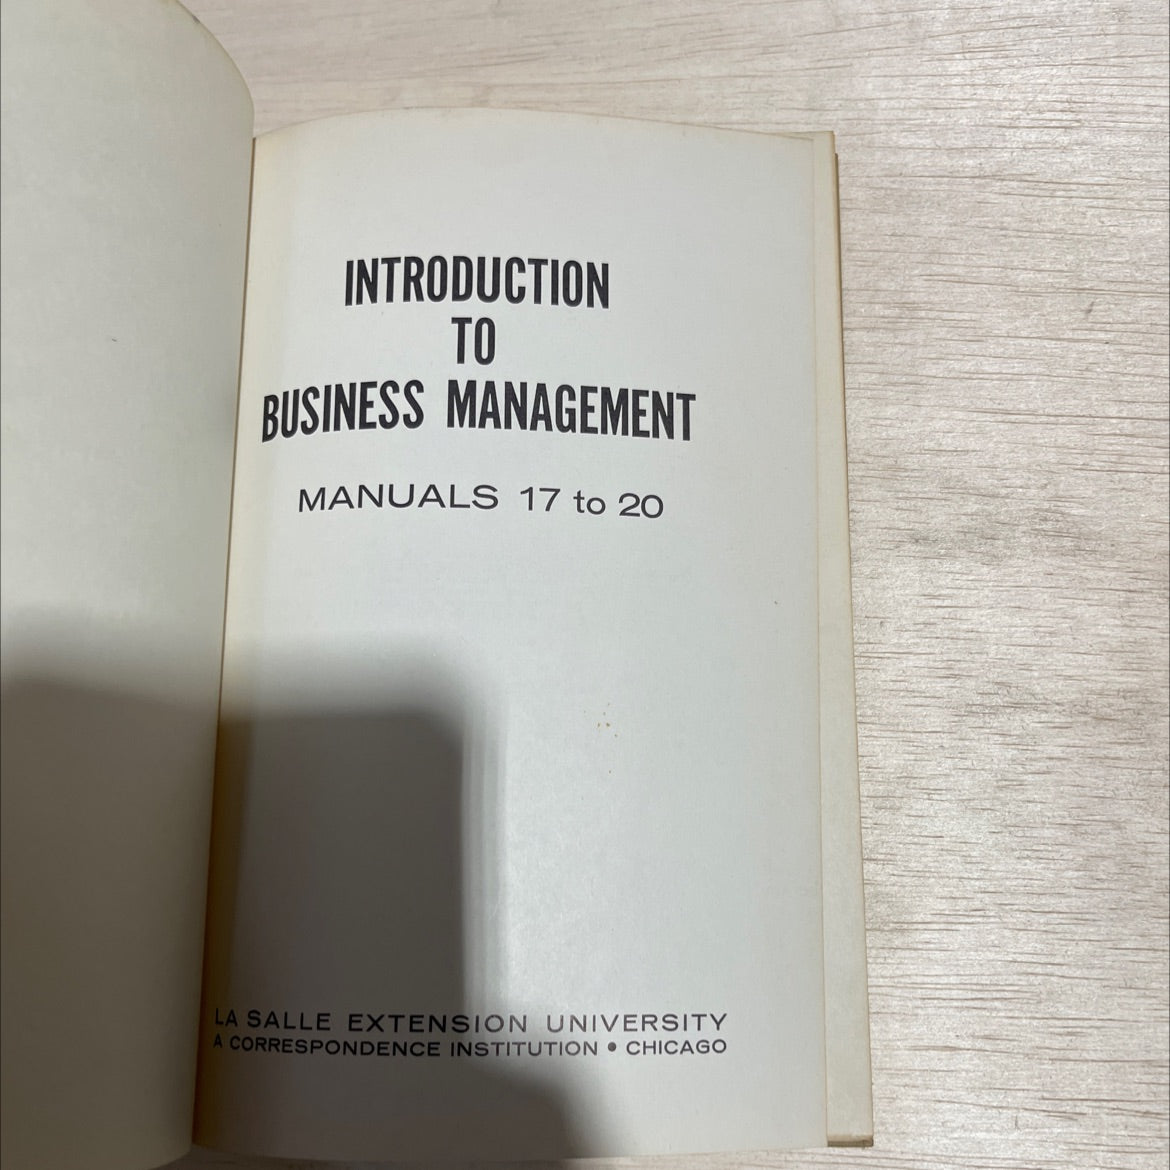 INTRODUCTION
TO
BUSINESS MANAGEMENT
MANUALS 17 to 20
LA SALLE EXTENSION UNIVERSITY
A CORRESPONDENCE INSTITUTION • CHICAGO